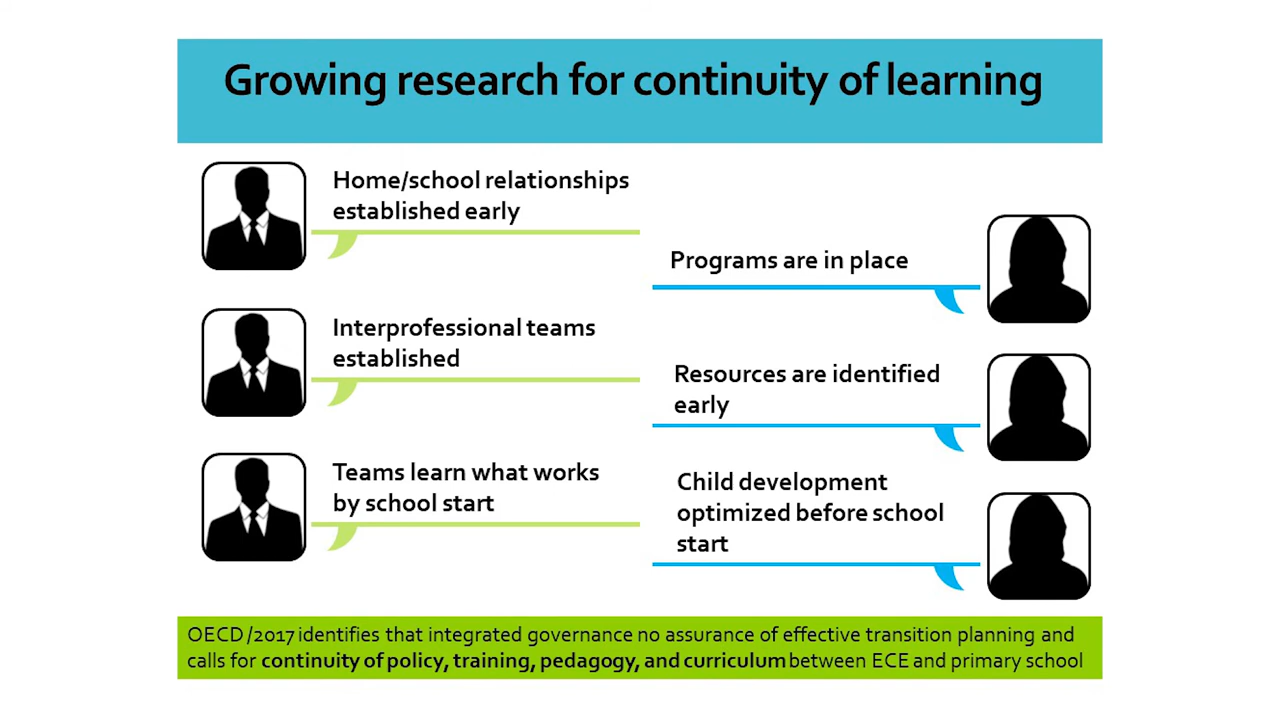 Growing research for continuity of learning
Home/school relationships
established early
Programs are in place
Interprofessional teams
established
Resources are identified
early
Teams learn what works
by school start
Child development
optimized before school
start
OECD /2017 identifies that integrated governance no assurance of effective transition planning and
calls for continuity of policy, training, pedagogy, and curriculum between ECE and primary school